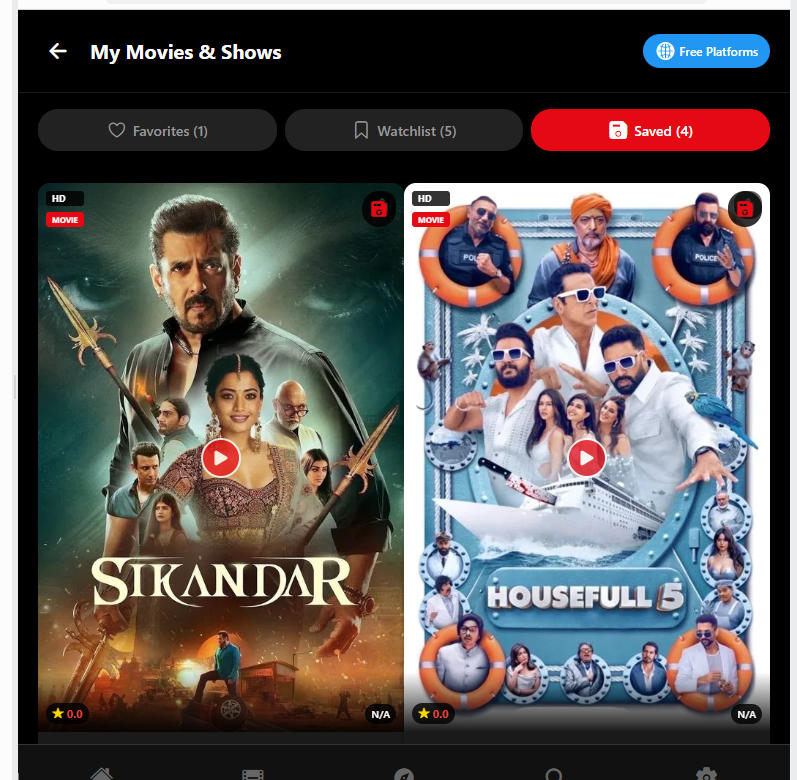 My Movies & Shows
Free Platforms
Favorites (1)
Watchlist (5)
Saved (4)
HD
MOVIE
SIKANDAR
0.0
N/A
HD
MOVIE
POLICE
HOUSEFULL 5
0.0
N/A